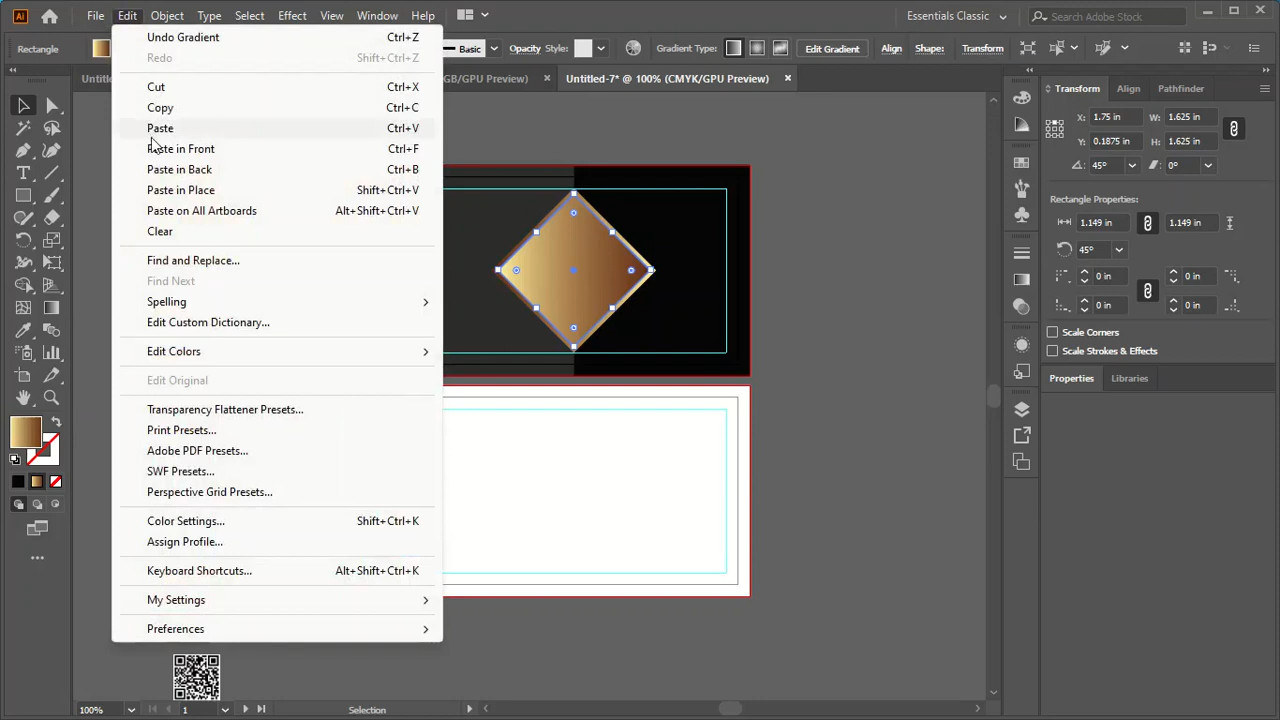 Ai File Edit Object Type Select Effect View Window Help Essentials Classic Search Adobe Stock
Rectangle Basic Opacity Style: Gradient Type: Edit Gradient Align Shape: Transform
Untitle GB/GPU Preview) × Untitled-7* @ 100% (CMYK/GPU Preview) ×
Undo Gradient Ctrl+Z
Redo Shift+Ctrl+Z
Cut Ctrl+X
Copy Ctrl+C
Paste Ctrl+V
Paste in Front Ctrl+F
Paste in Back Ctrl+B
Paste in Place Shift+Ctrl+V
Paste on All Artboards Alt+Shift+Ctrl+V
Clear
Find and Replace...
Find Next
Spelling
Edit Custom Dictionary...
Edit Colors
Edit Original
Transparency Flattener Presets...
Print Presets...
Adobe PDF Presets...
SWF Presets...
Perspective Grid Presets...
Color Settings... Shift+Ctrl+K
Assign Profile...
Keyboard Shortcuts... Alt+Shift+Ctrl+K
My Settings
Preferences
Transform Align Pathfinder
X: 1.75 in W: 1.625 in
Y: 0.1875 in H: 1.625 in
45° 0°
Rectangle Properties:
1.149 in 1.149 in
45°
0 in 0 in
0 in 0 in
Scale Corners
Scale Strokes & Effects
Properties Libraries
100% 1 Selection